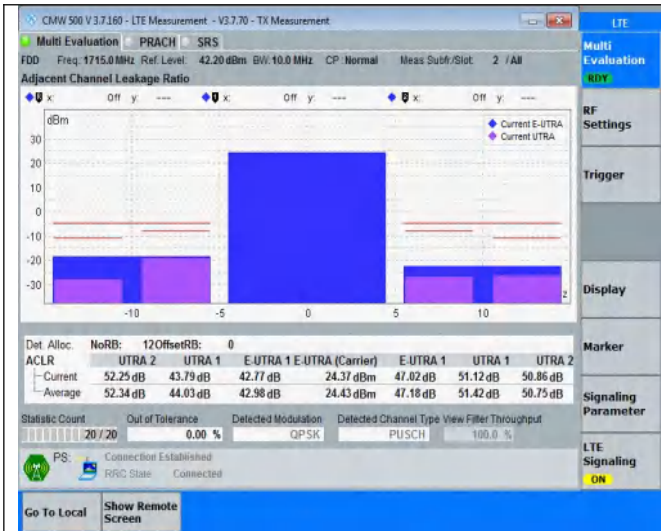 CMW 500 V 3.7.160 - LTE Measurement - V3.7.70 - TX Measurement
LTE
Multi Evaluation PRACH SRS
Multi
Evaluation
RDY
FDD Freq: 1715.0 MHz Ref. Level: 42.20 dBm BW: 10.0 MHz CP: Normal Meas Subfr./Slot: 2 / All
Adjacent Channel Leakage Ratio
x: Off y: --- x: Off y: --- x: Off y: ---
RF
Settings
dBm
Current E-UTRA
Current UTRA
30
20
10
0
-10
-20
-30
-10 -5 0 5 10
z
Trigger
Display
Marker
Det. Alloc. NoRB: 12 OffsetRB: 0
ACLR UTRA 2 UTRA 1 E-UTRA 1 E-UTRA (Carrier) E-UTRA 1 UTRA 1 UTRA 2
Current 52.25 dB 43.79 dB 42.77 dB 24.37 dBm 47.02 dB 51.12 dB 50.86 dB
Average 52.34 dB 44.03 dB 42.98 dB 24.43 dBm 47.18 dB 51.42 dB 50.75 dB
Signaling
Parameter
Statistic Count Out of Tolerance Detected Modulation Detected Channel Type View Filter Throughput
20 / 20 0.00 % QPSK PUSCH 100.0 %
PS: Connection Established
RRC State Connected
LTE
Signaling
ON
Go To Local
Show Remote
Screen